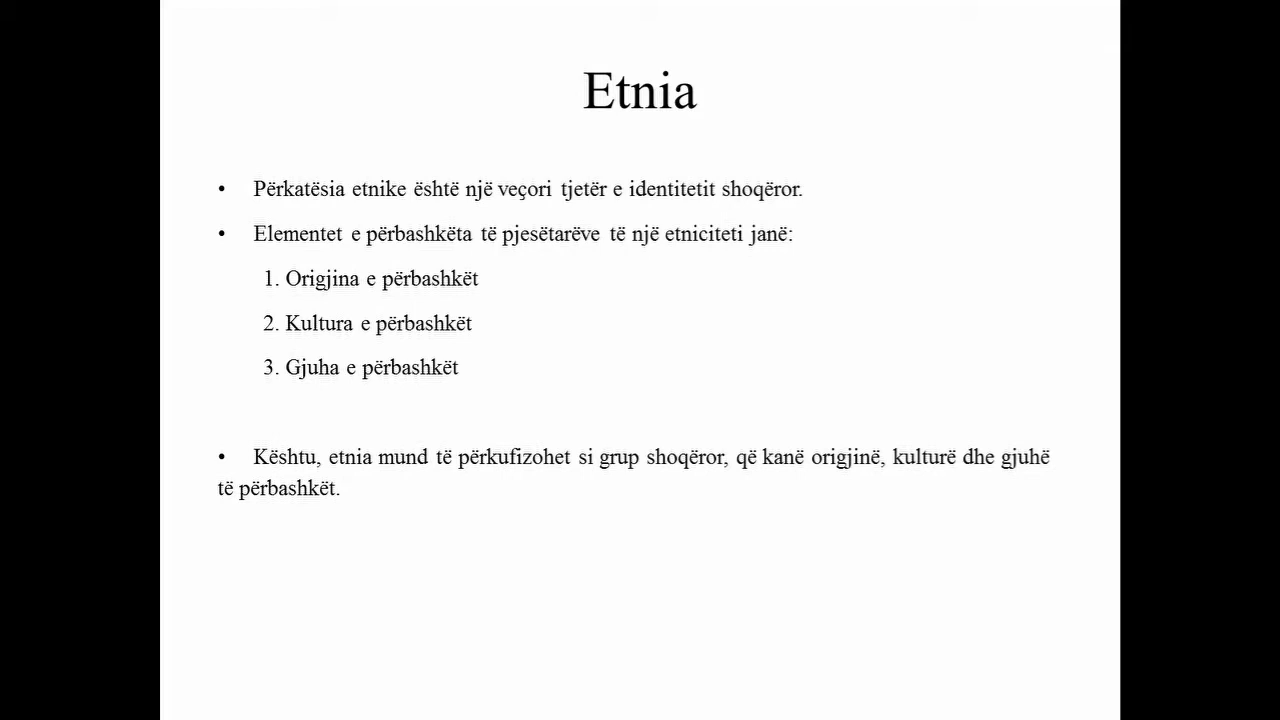 Etnia
• Përkatësia etnike është një veçori tjetër e identitetit shoqëror.
• Elementet e përbashkëta të pjesëtarëve të një etniciteti janë:
1. Origjina e përbashkët
2. Kultura e përbashkët
3. Gjuha e përbashkët
• Kështu, etnia mund të përkufizohet si grup shoqëror, që kanë origjinë, kulturë dhe gjuhë
të përbashkët.